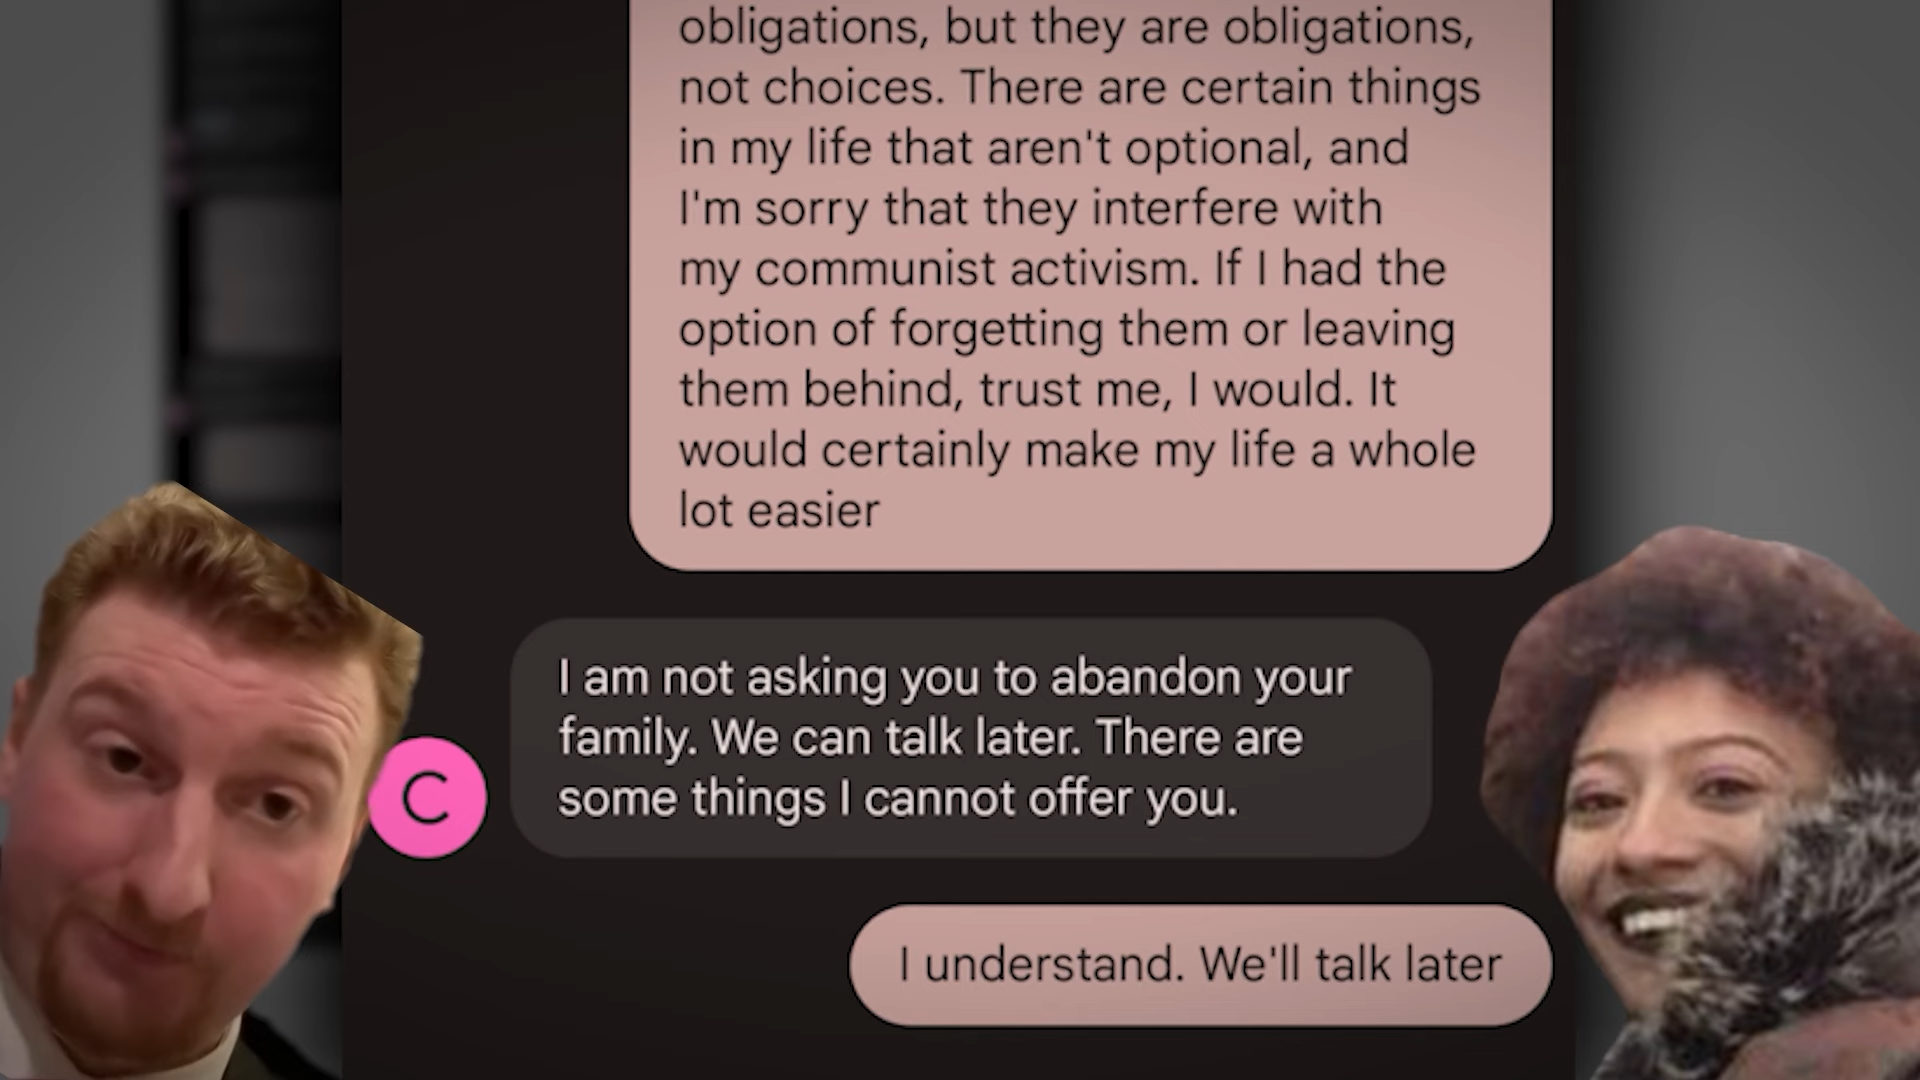 obligations, but they are obligations,
not choices. There are certain things
in my life that aren't optional, and
I'm sorry that they interfere with
my communist activism. If I had the
option of forgetting them or leaving
them behind, trust me, I would. It
would certainly make my life a whole
lot easier
I am not asking you to abandon your
family. We can talk later. There are
some things I cannot offer you.
C
I understand. We'll talk later